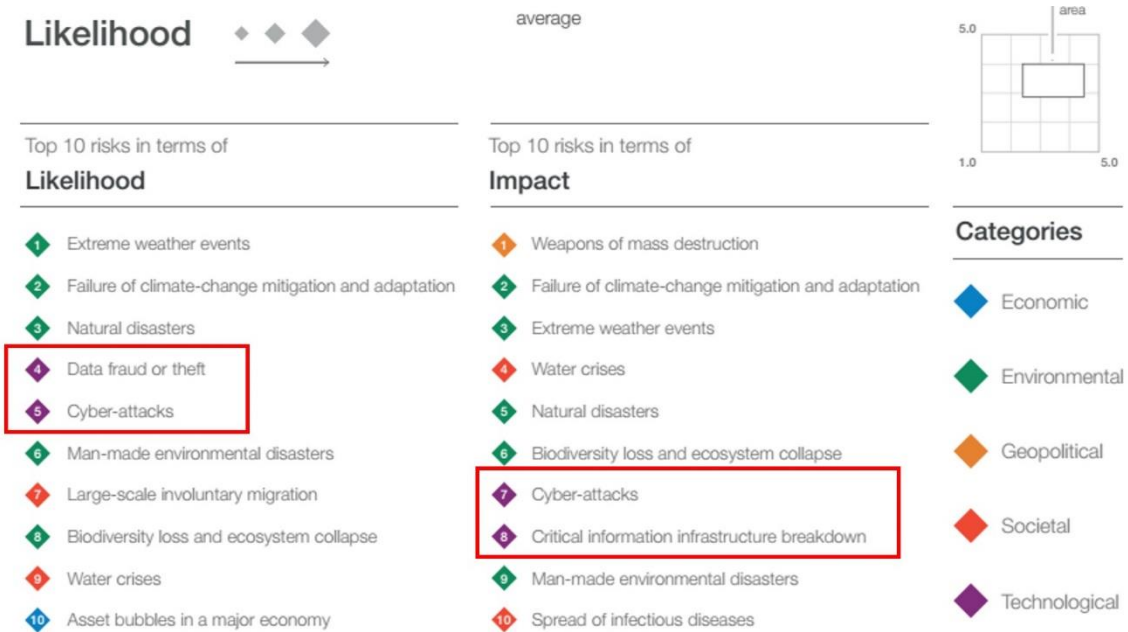 Likelihood
average
area
5.0
1.0
5.0
Top 10 risks in terms of
Likelihood
1 Extreme weather events
2 Failure of climate-change mitigation and adaptation
3 Natural disasters
4 Data fraud or theft
5 Cyber-attacks
6 Man-made environmental disasters
7 Large-scale involuntary migration
8 Biodiversity loss and ecosystem collapse
9 Water crises
10 Asset bubbles in a major economy
Top 10 risks in terms of
Impact
1 Weapons of mass destruction
2 Failure of climate-change mitigation and adaptation
3 Extreme weather events
4 Water crises
5 Natural disasters
6 Biodiversity loss and ecosystem collapse
7 Cyber-attacks
8 Critical information infrastructure breakdown
9 Man-made environmental disasters
10 Spread of infectious diseases
Categories
Economic
Environmental
Geopolitical
Societal
Technological